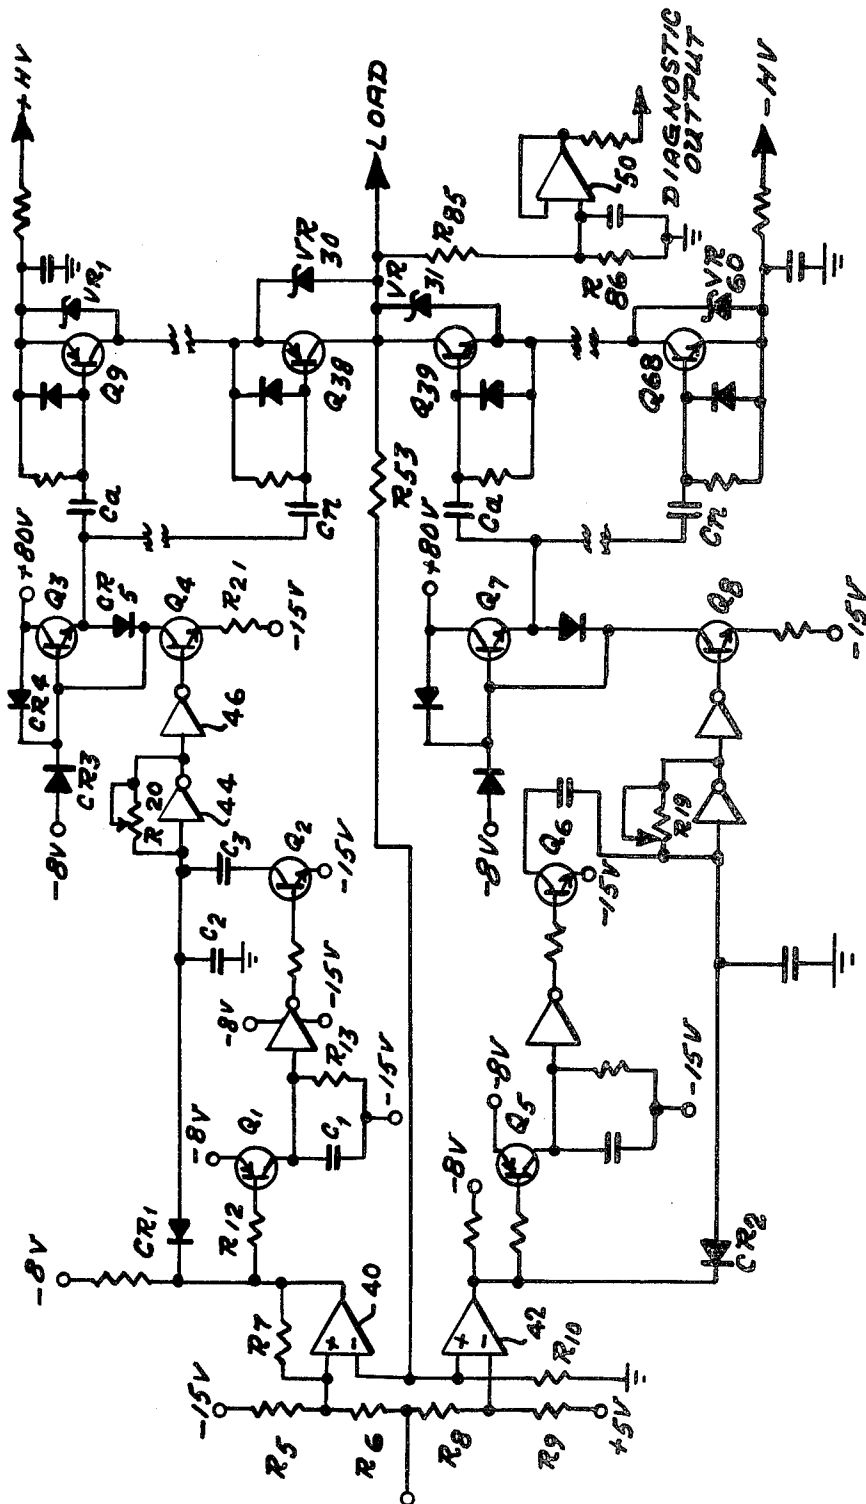 +HV
VR1
Q9
Ca
+80V
CR4
Q3
CR3
-8V
CR
5
Q4
R21
-15V
46
R
20
44
C3
Q2
-15V
C2
-8V
-15V
R13
-15V
C1
Q1
-8V
R12
CR1
-8V
R7
40
-15V
R5
R6
R8
R9
+5V
R10
42
LOAD
VR
30
Q38
Cn
R53
VR
31
Q39
Ca
R85
R
86
50
DIAGNOSTIC
OUTPUT
-HV
VR
60
Q68
Cn
+80V
Q7
-8V
Q8
-15V
R19
Q6
-15V
-8V
Q5
-15V
-8V
CR2